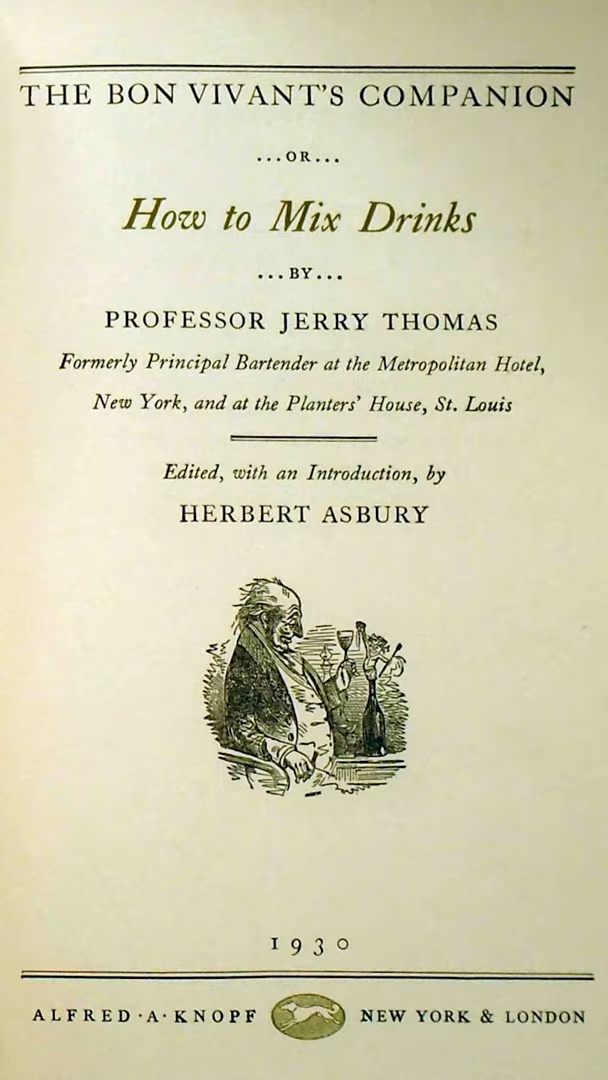 THE BON VIVANT'S COMPANION
...OR...
How to Mix Drinks
...BY...
PROFESSOR JERRY THOMAS
Formerly Principal Bartender at the Metropolitan Hotel,
New York, and at the Planters' House, St. Louis
Edited, with an Introduction, by
HERBERT ASBURY
1930
ALFRED · A · KNOPF NEW YORK & LONDON